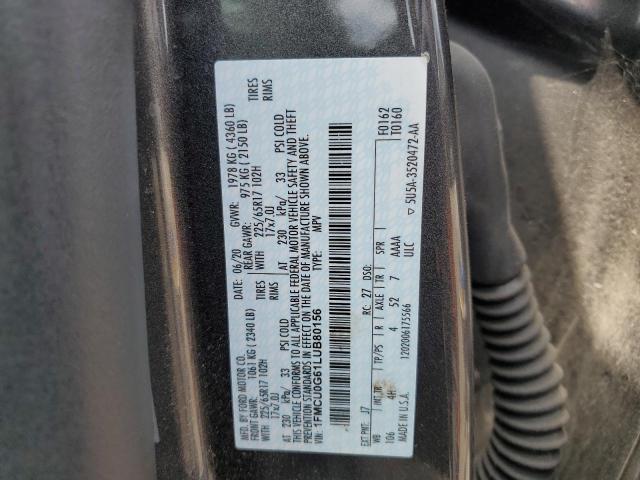 MFD. BY FORD MOTOR CO.
DATE: 06/20 GVWR: 1978 KG ( 4360 LB)
FRONT GAWR: 1061 KG ( 2340 LB) REAR GAWR: 975 KG ( 2150 LB)
WITH 225/65R17 102H TIRES WITH 225/65R17 102H TIRES
17x7.0J RIMS 17x7.0J RIMS
AT 230 kPa/ 33 PSI COLD AT 230 kPa/ 33 PSI COLD
THIS VEHICLE CONFORMS TO ALL APPLICABLE FEDERAL MOTOR VEHICLE SAFETY AND THEFT
PREVENTION STANDARDS IN EFFECT ON THE DATE OF MANUFACTURE SHOWN ABOVE.
VIN: 1FMCU0G61LUB80156 TYPE: MPV
F0162
T0160
EXT PNT: J7 RC: 27 DSO:
WB INT TR TP/PS R AXLE TR SPR
106 4H 4 52 7 AAAA
MADE IN U.S.A. 1202006175566 ULC
▽ 5U5A-3520472-AA